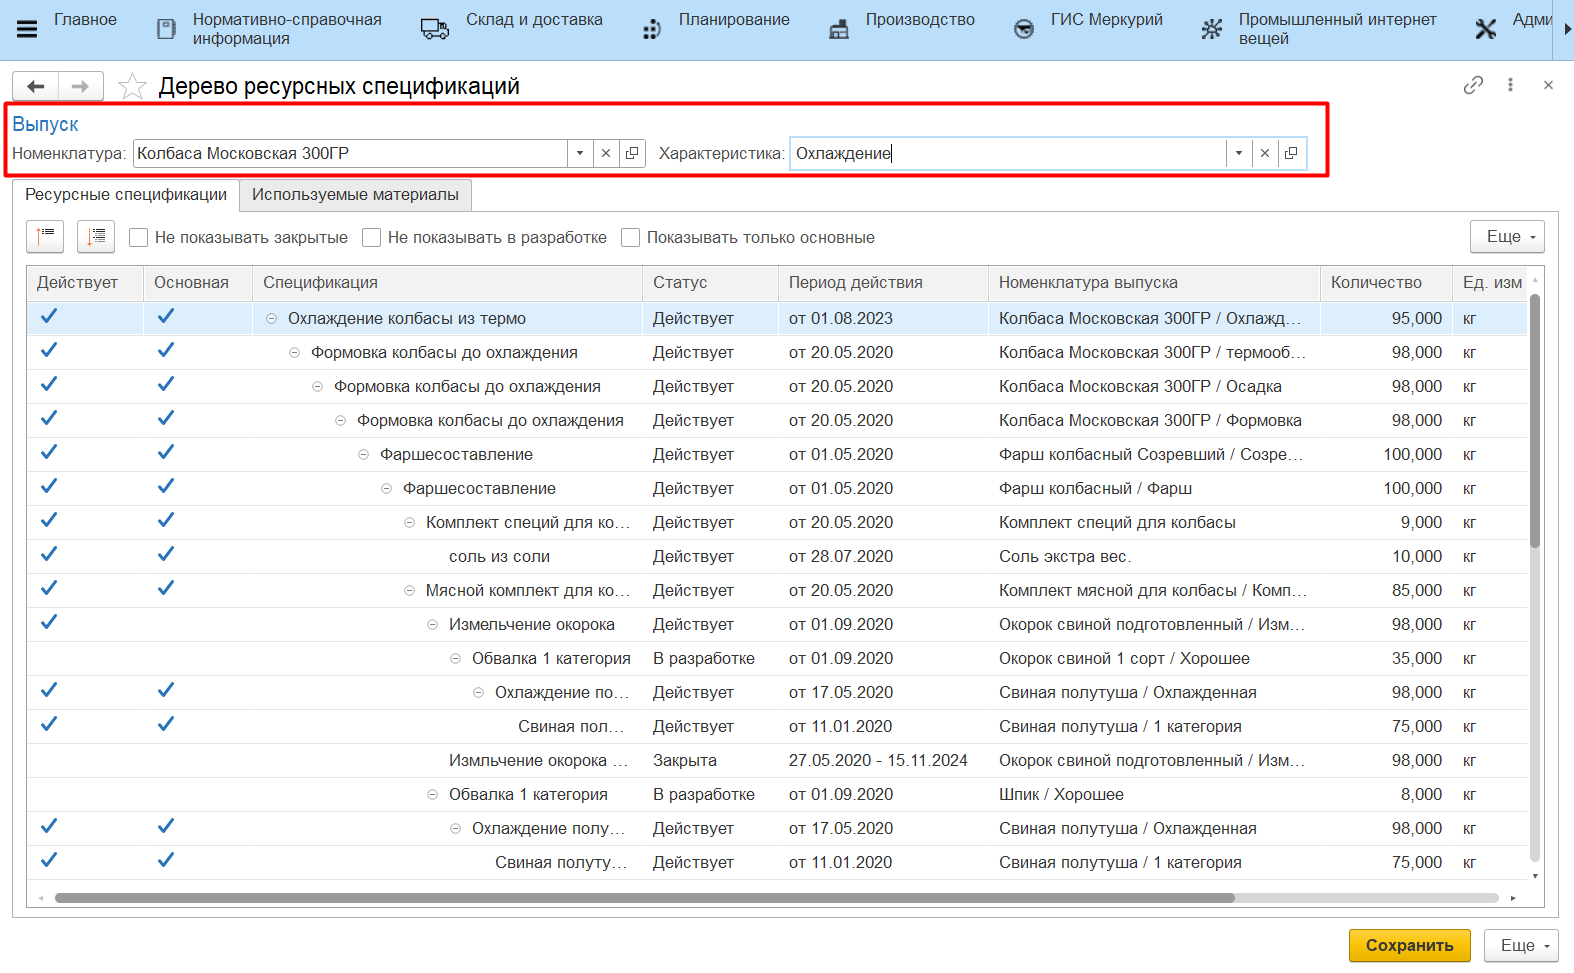 Главное
Нормативно-справочная информация
Склад и доставка
Планирование
Производство
ГИС Меркурий
Промышленный интернет вещей
Адми
Дерево ресурсных спецификаций
Выпуск
Номенклатура: Колбаса Московская 300ГР Характеристика: Охлаждение
Ресурсные спецификации Используемые материалы
Не показывать закрытые Не показывать в разработке Показывать только основные Еще
Действует Основная Спецификация Статус Период действия Номенклатура выпуска Количество Ед. изм
Охлаждение колбасы из термо Действует от 01.08.2023 Колбаса Московская 300ГР / Охлажд... 95,000 кг
Формовка колбасы до охлаждения Действует от 20.05.2020 Колбаса Московская 300ГР / термооб... 98,000 кг
Формовка колбасы до охлаждения Действует от 20.05.2020 Колбаса Московская 300ГР / Осадка 98,000 кг
Формовка колбасы до охлаждения Действует от 20.05.2020 Колбаса Московская 300ГР / Формовка 98,000 кг
Фаршесоставление Действует от 01.05.2020 Фарш колбасный Созревший / Созре... 100,000 кг
Фаршесоставление Действует от 01.05.2020 Фарш колбасный / Фарш 100,000 кг
Комплект специй для ко... Действует от 20.05.2020 Комплект специй для колбасы 9,000 кг
соль из соли Действует от 28.07.2020 Соль экстра вес. 10,000 кг
Мясной комплект для ко... Действует от 20.05.2020 Комплект мясной для колбасы / Комп... 85,000 кг
Измельчение окорока Действует от 01.09.2020 Окорок свиной подготовленный / Изм... 98,000 кг
Обвалка 1 категория В разработке от 01.09.2020 Окорок свиной 1 сорт / Хорошее 35,000 кг
Охлаждение по... Действует от 17.05.2020 Свиная полутуша / Охлажденная 98,000 кг
Свиная пол... Действует от 11.01.2020 Свиная полутуша / 1 категория 75,000 кг
Измльчение окорока ... Закрыта 27.05.2020 - 15.11.2024 Окорок свиной подготовленный / Изм... 98,000 кг
Обвалка 1 категория В разработке от 01.09.2020 Шпик / Хорошее 8,000 кг
Охлаждение полу... Действует от 17.05.2020 Свиная полутуша / Охлажденная 98,000 кг
Свиная полуту... Действует от 11.01.2020 Свиная полутуша / 1 категория 75,000 кг
Сохранить Еще